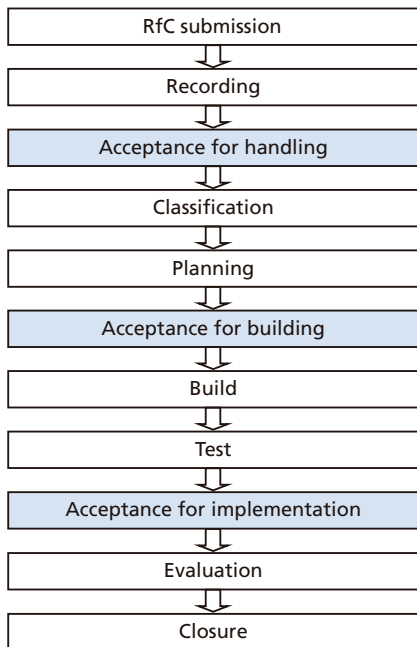 RfC submission
Recording
Acceptance for handling
Classification
Planning
Acceptance for building
Build
Test
Acceptance for implementation
Evaluation
Closure